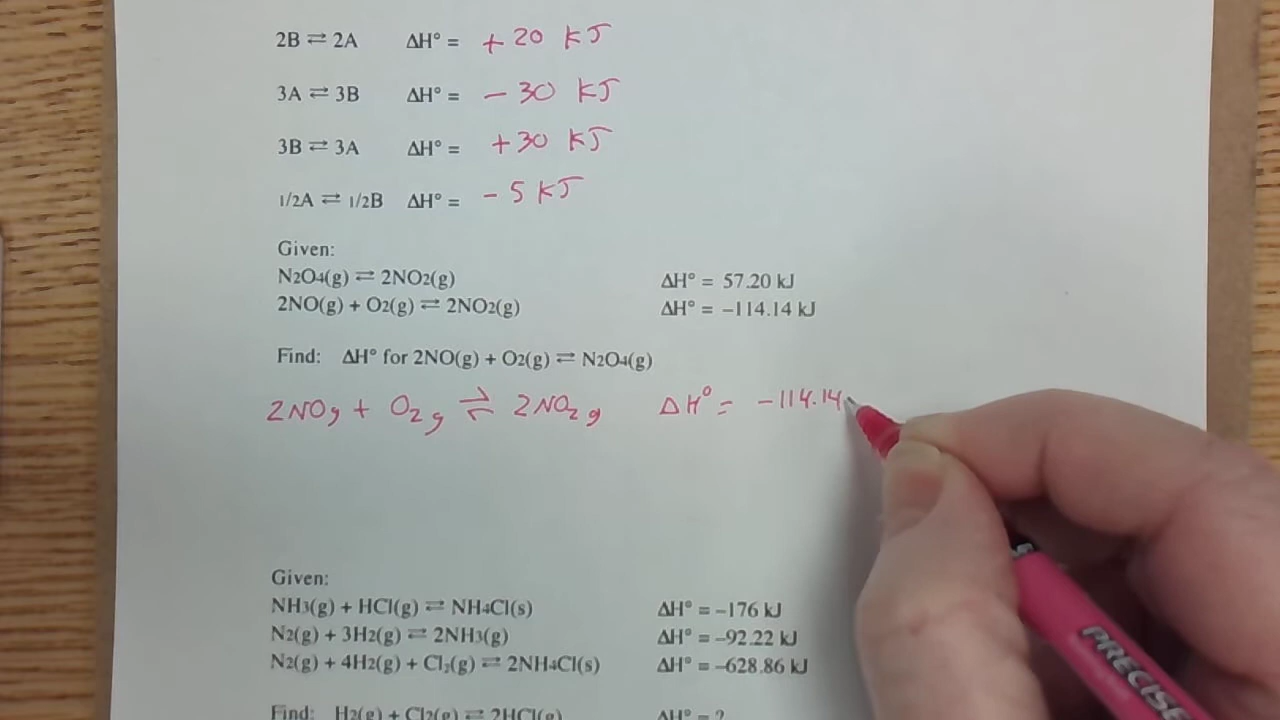 2B ⇌ 2A ΔH° = +20 kJ
3A ⇌ 3B ΔH° = -30 kJ
3B ⇌ 3A ΔH° = +30 kJ
1/2A ⇌ 1/2B ΔH° = -5 kJ
Given:
N2O4(g) ⇌ 2NO2(g) ΔH° = 57.20 kJ
2NO(g) + O2(g) ⇌ 2NO2(g) ΔH° = –114.14 kJ
Find: ΔH° for 2NO(g) + O2(g) ⇌ N2O4(g)
2NOg + O2g ⇌ 2NO2g ΔH° = -114.14
Given:
NH3(g) + HCl(g) ⇌ NH4Cl(s) ΔH° = –176 kJ
N2(g) + 3H2(g) ⇌ 2NH3(g) ΔH° = –92.22 kJ
N2(g) + 4H2(g) + Cl2(g) ⇌ 2NH4Cl(s) ΔH° = –628.86 kJ
Find: H2(g) + Cl2(g) ⇌ 2HCl(g) ΔH° = ?
PRECISE